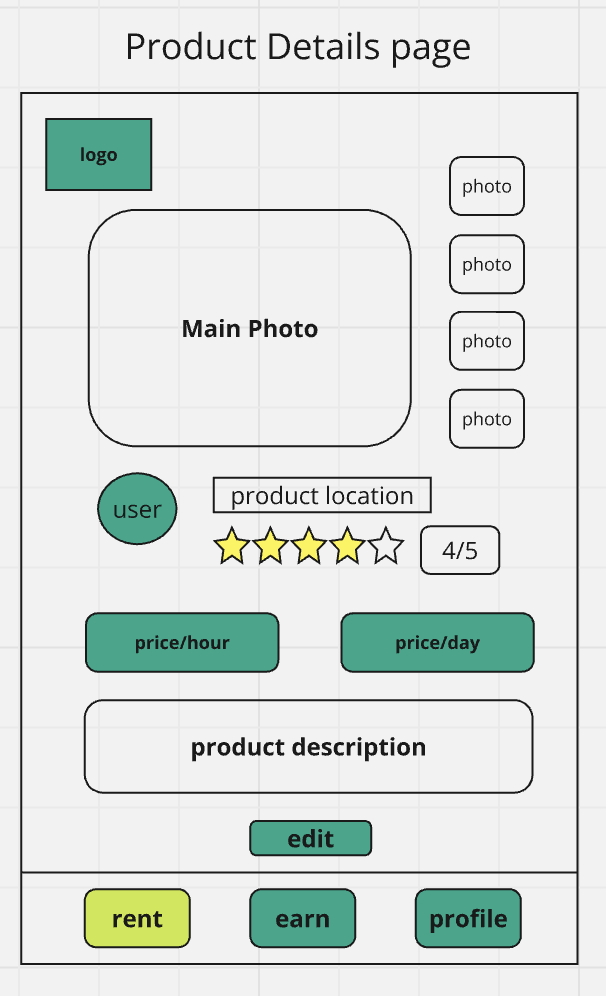 Product Details page
logo
photo
photo
Main Photo
photo
photo
user
product location
4/5
price/hour
price/day
product description
edit
rent
earn
profile